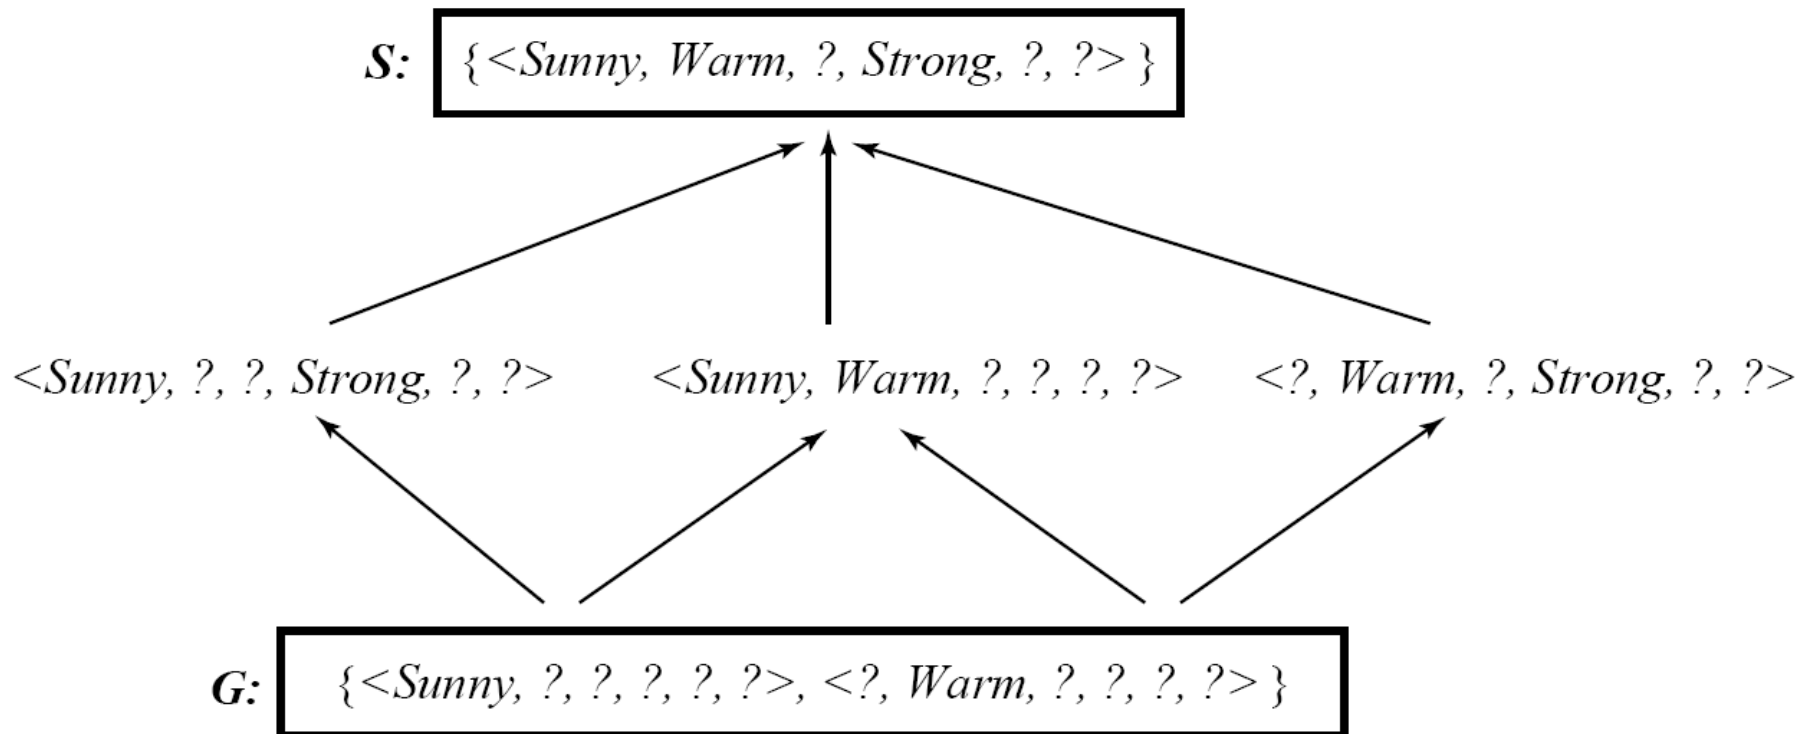 S: {<Sunny, Warm, ?, Strong, ?, ?>}
<Sunny, ?, ?, Strong, ?, ?> <Sunny, Warm, ?, ?, ?, ?> <?, Warm, ?, Strong, ?, ?>
G: {<Sunny, ?, ?, ?, ?, ?>, <?, Warm, ?, ?, ?, ?>}